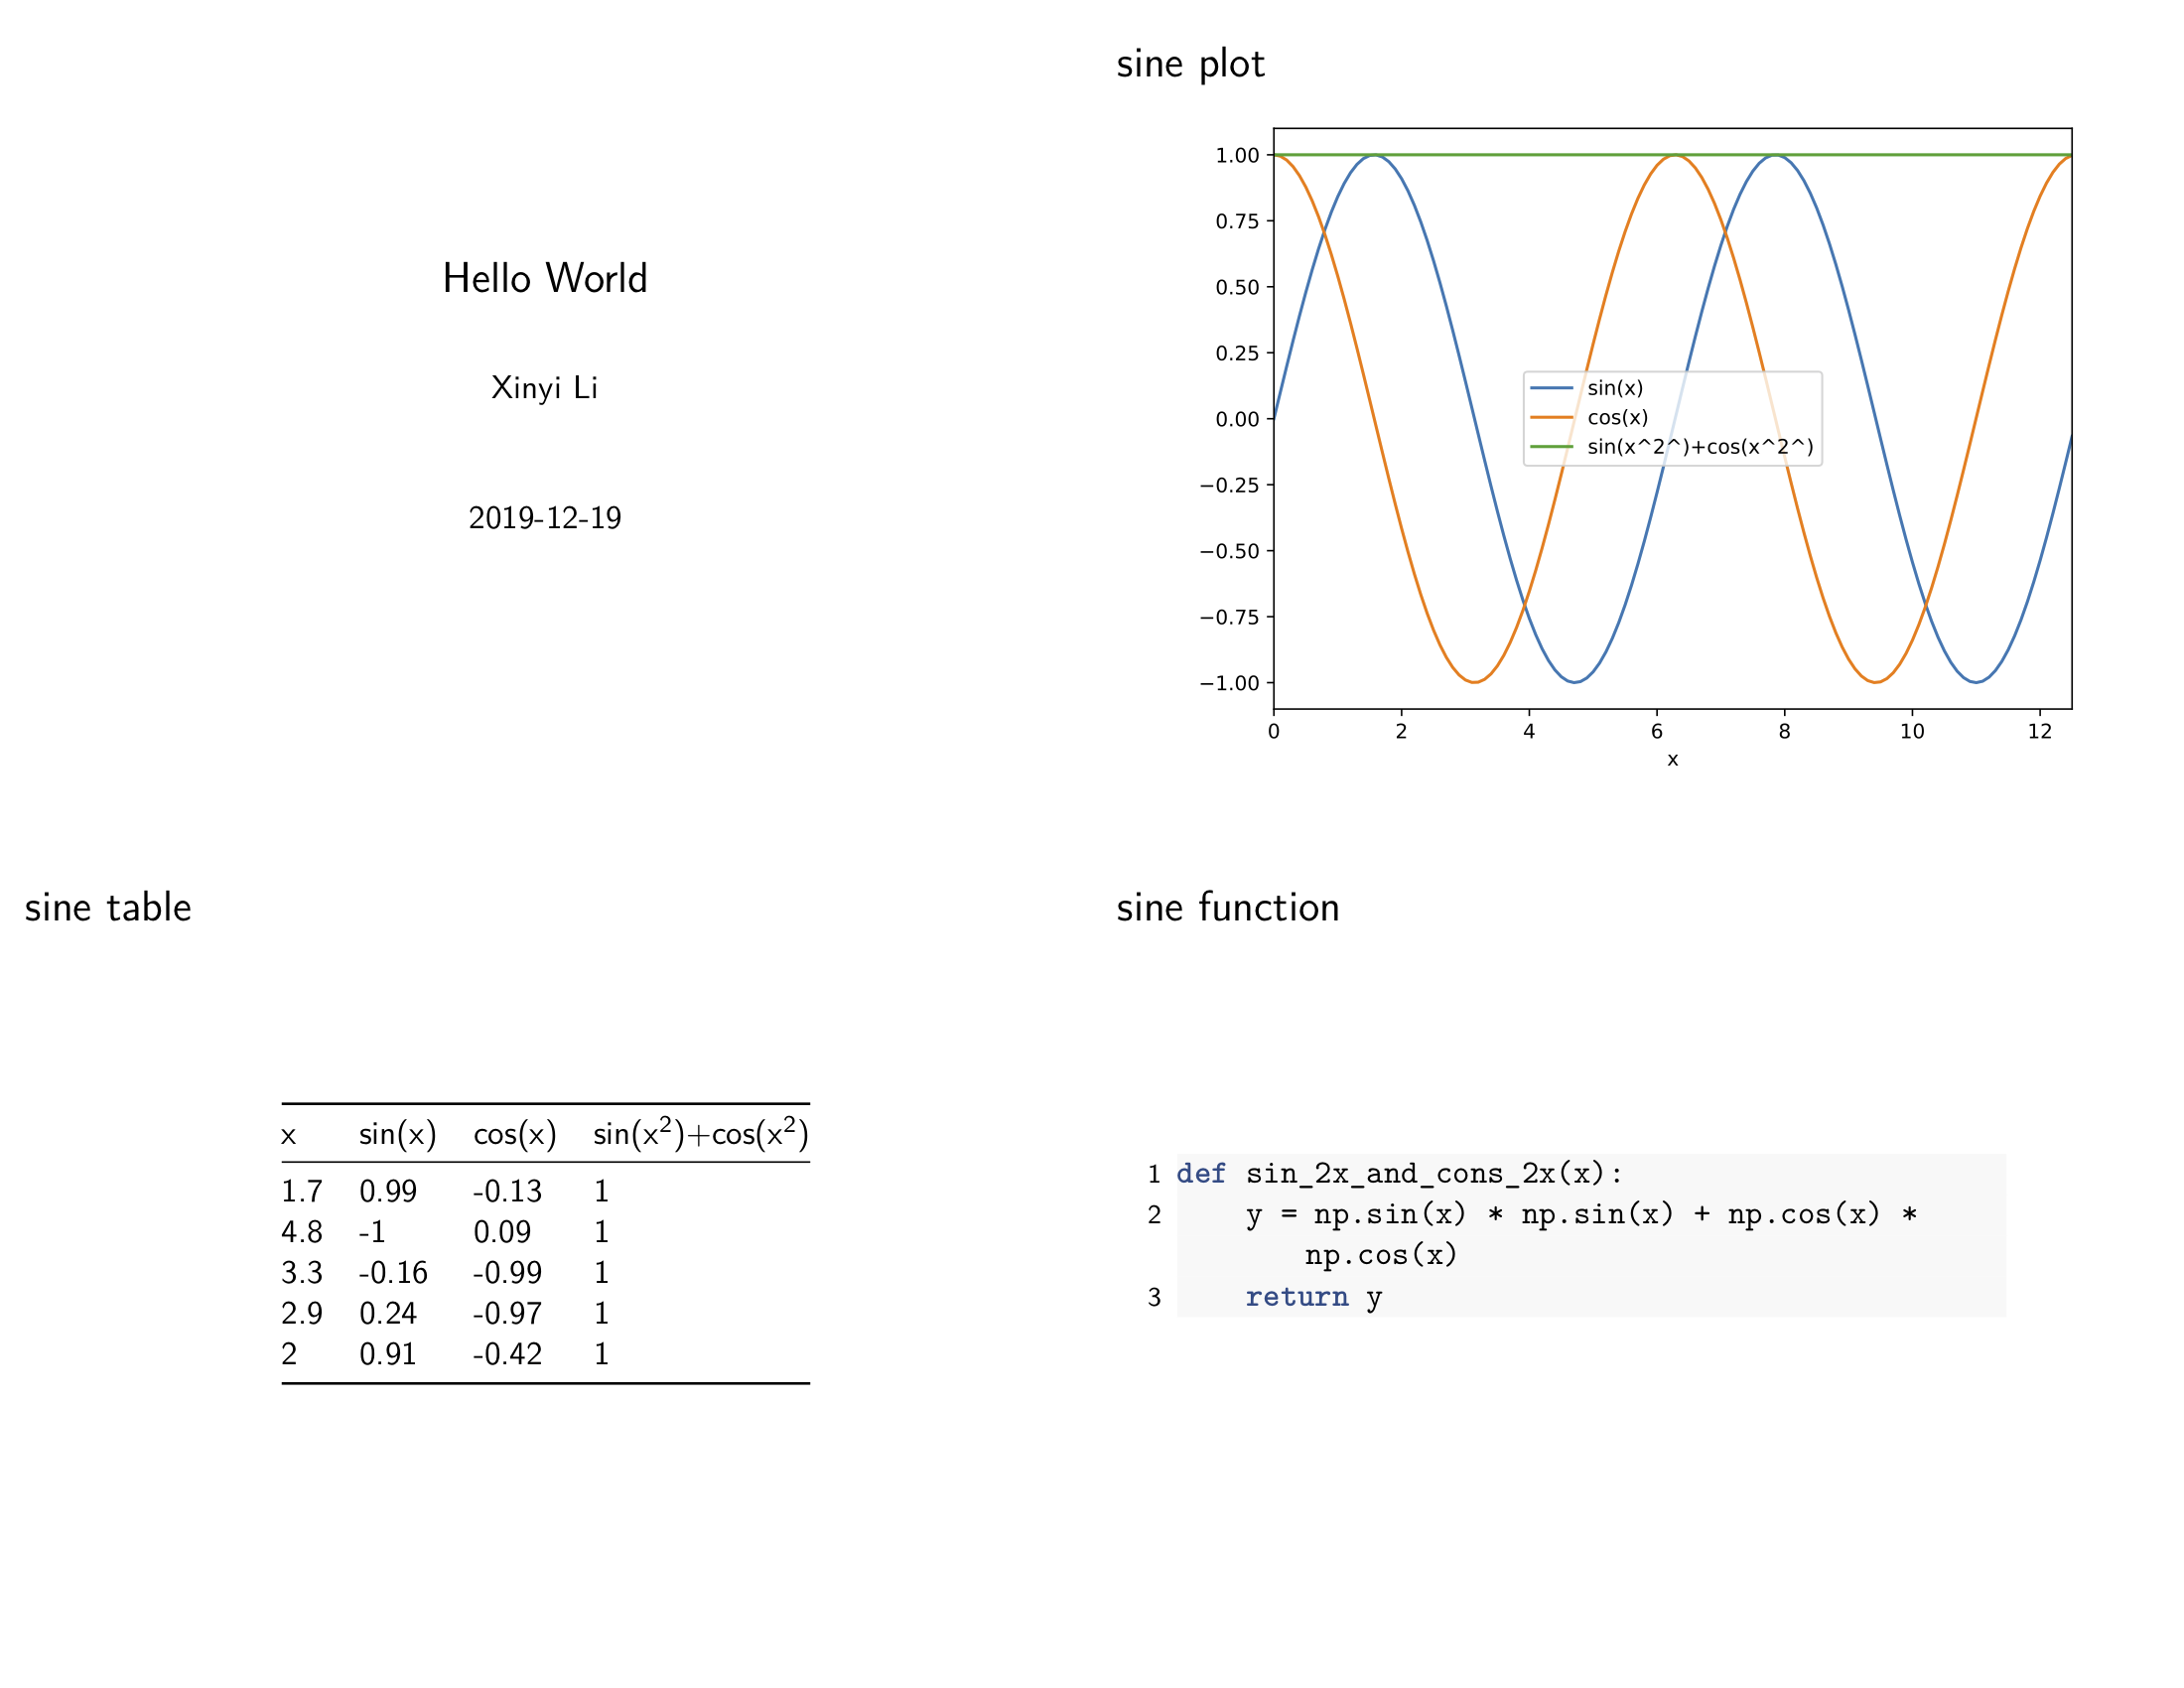 Hello World
Xinyi Li
2019-12-19
sine plot
1.00
0.75
0.50
0.25
0.00
−0.25
−0.50
−0.75
−1.00
sin(x)
cos(x)
sin(x^2^)+cos(x^2^)
0 2 4 6 8 10 12
x
sine table
x sin(x) cos(x) sin(x²)+cos(x²)
1.7 0.99 -0.13 1
4.8 -1 0.09 1
3.3 -0.16 -0.99 1
2.9 0.24 -0.97 1
2 0.91 -0.42 1
sine function
1 def sin_2x_and_cons_2x(x):
2 y = np.sin(x) * np.sin(x) + np.cos(x) *
np.cos(x)
3 return y